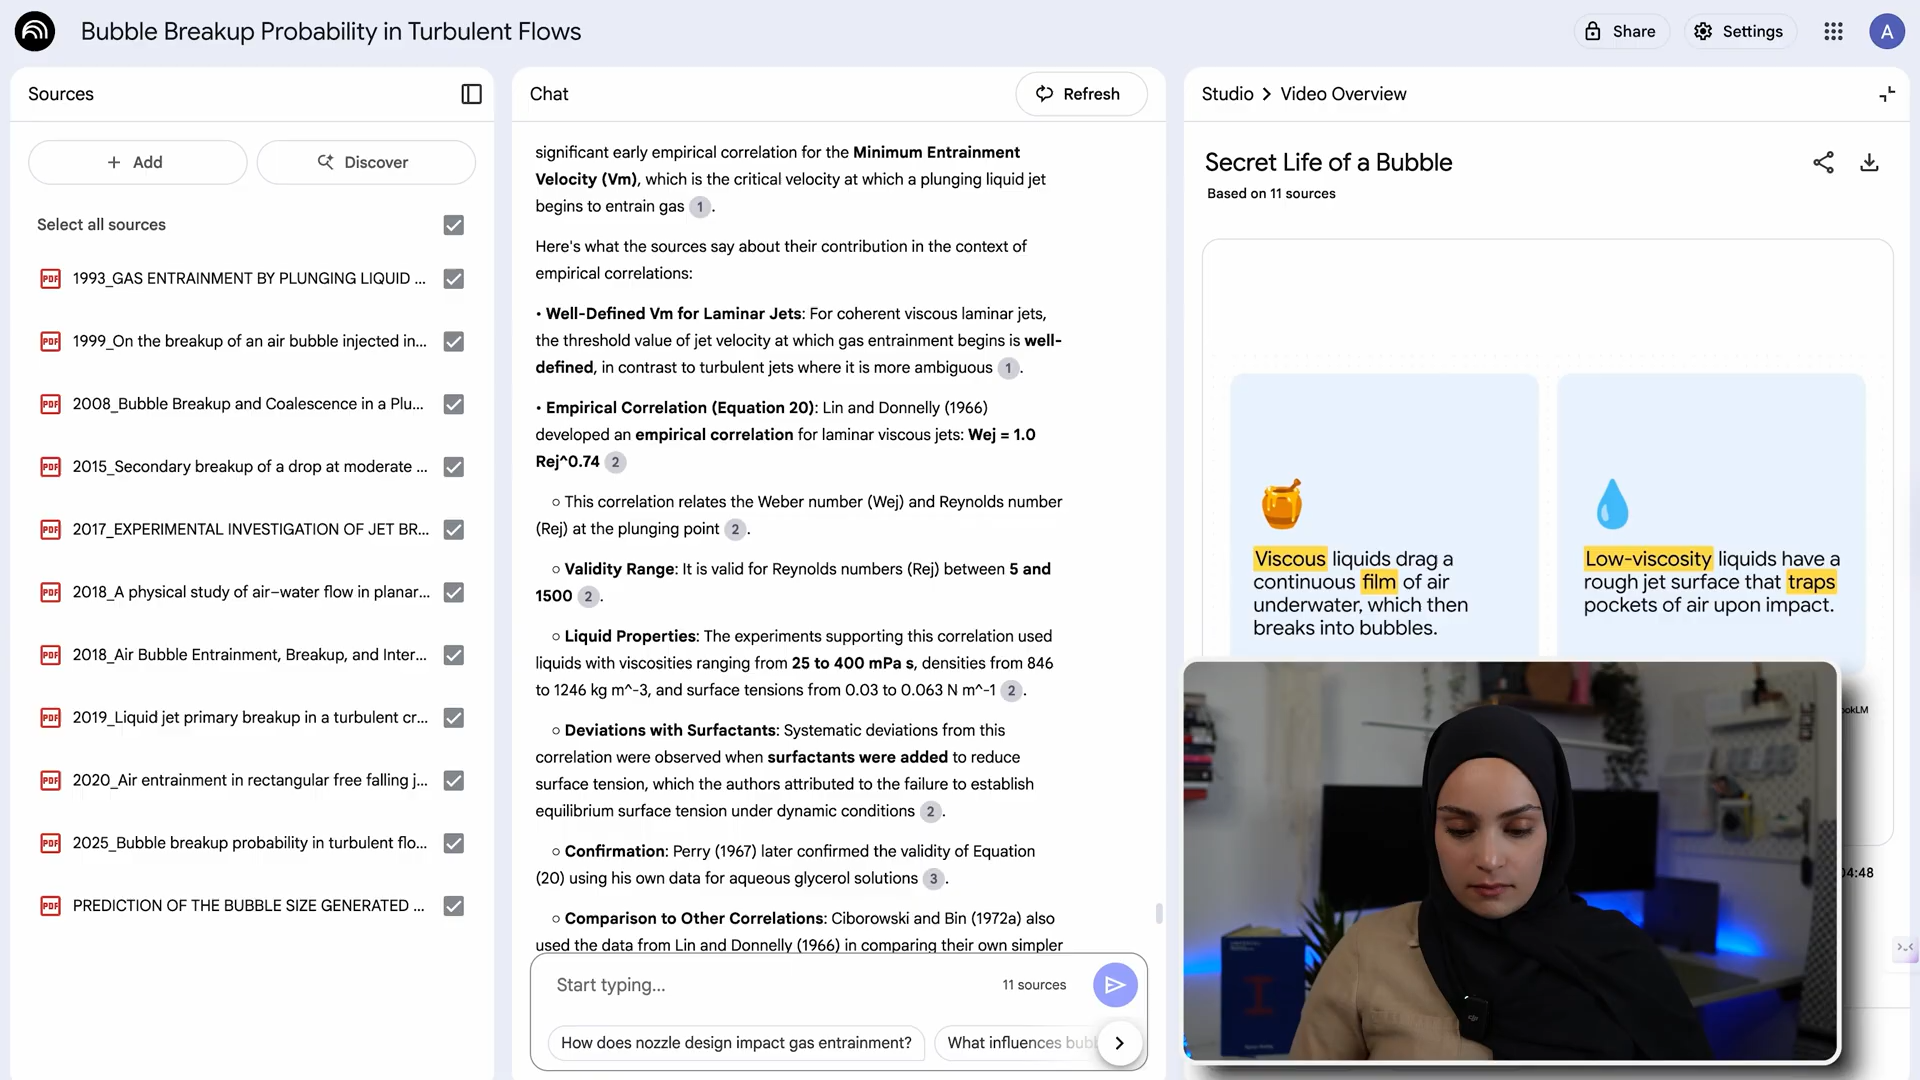 Bubble Breakup Probability in Turbulent Flows
Share
Settings
A
Sources
Add
Discover
Select all sources
PDF 1993_GAS ENTRAINMENT BY PLUNGING LIQUID ...
PDF 1999_On the breakup of an air bubble injected in...
PDF 2008_Bubble Breakup and Coalescence in a Plu...
PDF 2015_Secondary breakup of a drop at moderate ...
PDF 2017_EXPERIMENTAL INVESTIGATION OF JET BR...
PDF 2018_A physical study of air–water flow in planar...
PDF 2018_Air Bubble Entrainment, Breakup, and Inter...
PDF 2019_Liquid jet primary breakup in a turbulent cr...
PDF 2020_Air entrainment in rectangular free falling j...
PDF 2025_Bubble breakup probability in turbulent flo...
PDF PREDICTION OF THE BUBBLE SIZE GENERATED ...
Chat
Refresh
significant early empirical correlation for the Minimum Entrainment
Velocity (Vm), which is the critical velocity at which a plunging liquid jet
begins to entrain gas 1.
Here's what the sources say about their contribution in the context of
empirical correlations:
• Well-Defined Vm for Laminar Jets: For coherent viscous laminar jets,
the threshold value of jet velocity at which gas entrainment begins is well-
defined, in contrast to turbulent jets where it is more ambiguous 1.
• Empirical Correlation (Equation 20): Lin and Donnelly (1966)
developed an empirical correlation for laminar viscous jets: Wej = 1.0
Rej^0.74 2
○ This correlation relates the Weber number (Wej) and Reynolds number
(Rej) at the plunging point 2.
○ Validity Range: It is valid for Reynolds numbers (Rej) between 5 and
1500 2.
○ Liquid Properties: The experiments supporting this correlation used
liquids with viscosities ranging from 25 to 400 mPa s, densities from 846
to 1246 kg m^-3, and surface tensions from 0.03 to 0.063 N m^-1 2.
○ Deviations with Surfactants: Systematic deviations from this
correlation were observed when surfactants were added to reduce
surface tension, which the authors attributed to the failure to establish
equilibrium surface tension under dynamic conditions 2.
○ Confirmation: Perry (1967) later confirmed the validity of Equation
(20) using his own data for aqueous glycerol solutions 3.
○ Comparison to Other Correlations: Ciborowski and Bin (1972a) also
used the data from Lin and Donnelly (1966) in comparing their own simpler
Start typing...
11 sources
How does nozzle design impact gas entrainment?
What influences bubb
Studio > Video Overview
Secret Life of a Bubble
Based on 11 sources
Viscous liquids drag a
continuous film of air
underwater, which then
breaks into bubbles.
Low-viscosity liquids have a
rough jet surface that traps
pockets of air upon impact.
ookLM
04:48